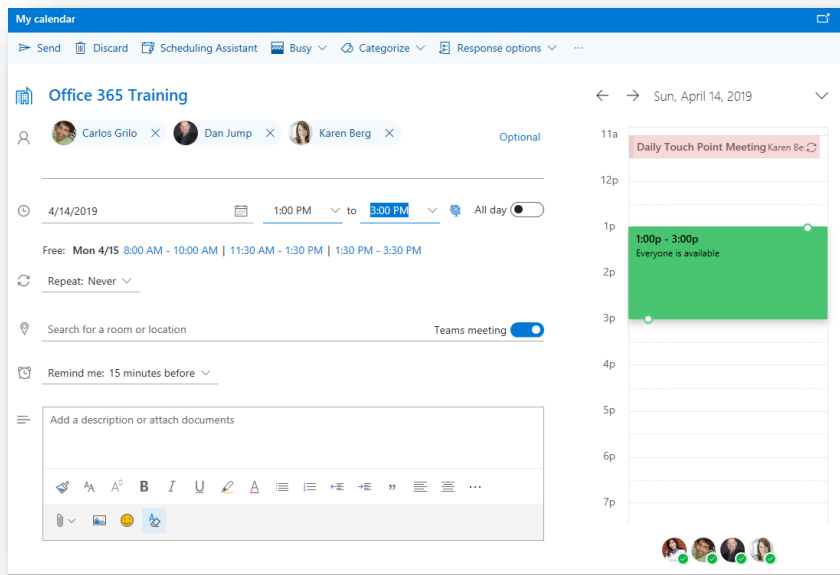 My calendar
Send Discard Scheduling Assistant Busy Categorize Response options ...
Office 365 Training
Carlos Grilo Dan Jump Karen Berg
Optional
4/14/2019 1:00 PM to 3:00 PM All day
Free: Mon 4/15 8:00 AM - 10:00 AM | 11:30 AM - 1:30 PM | 1:30 PM - 3:30 PM
Repeat: Never
Search for a room or location Teams meeting
Remind me: 15 minutes before
Add a description or attach documents
B I U A
Sun, April 14, 2019
11a
Daily Touch Point Meeting Karen Be
12p
1p
1:00p - 3:00p
Everyone is available
2p
3p
4p
5p
6p
7p